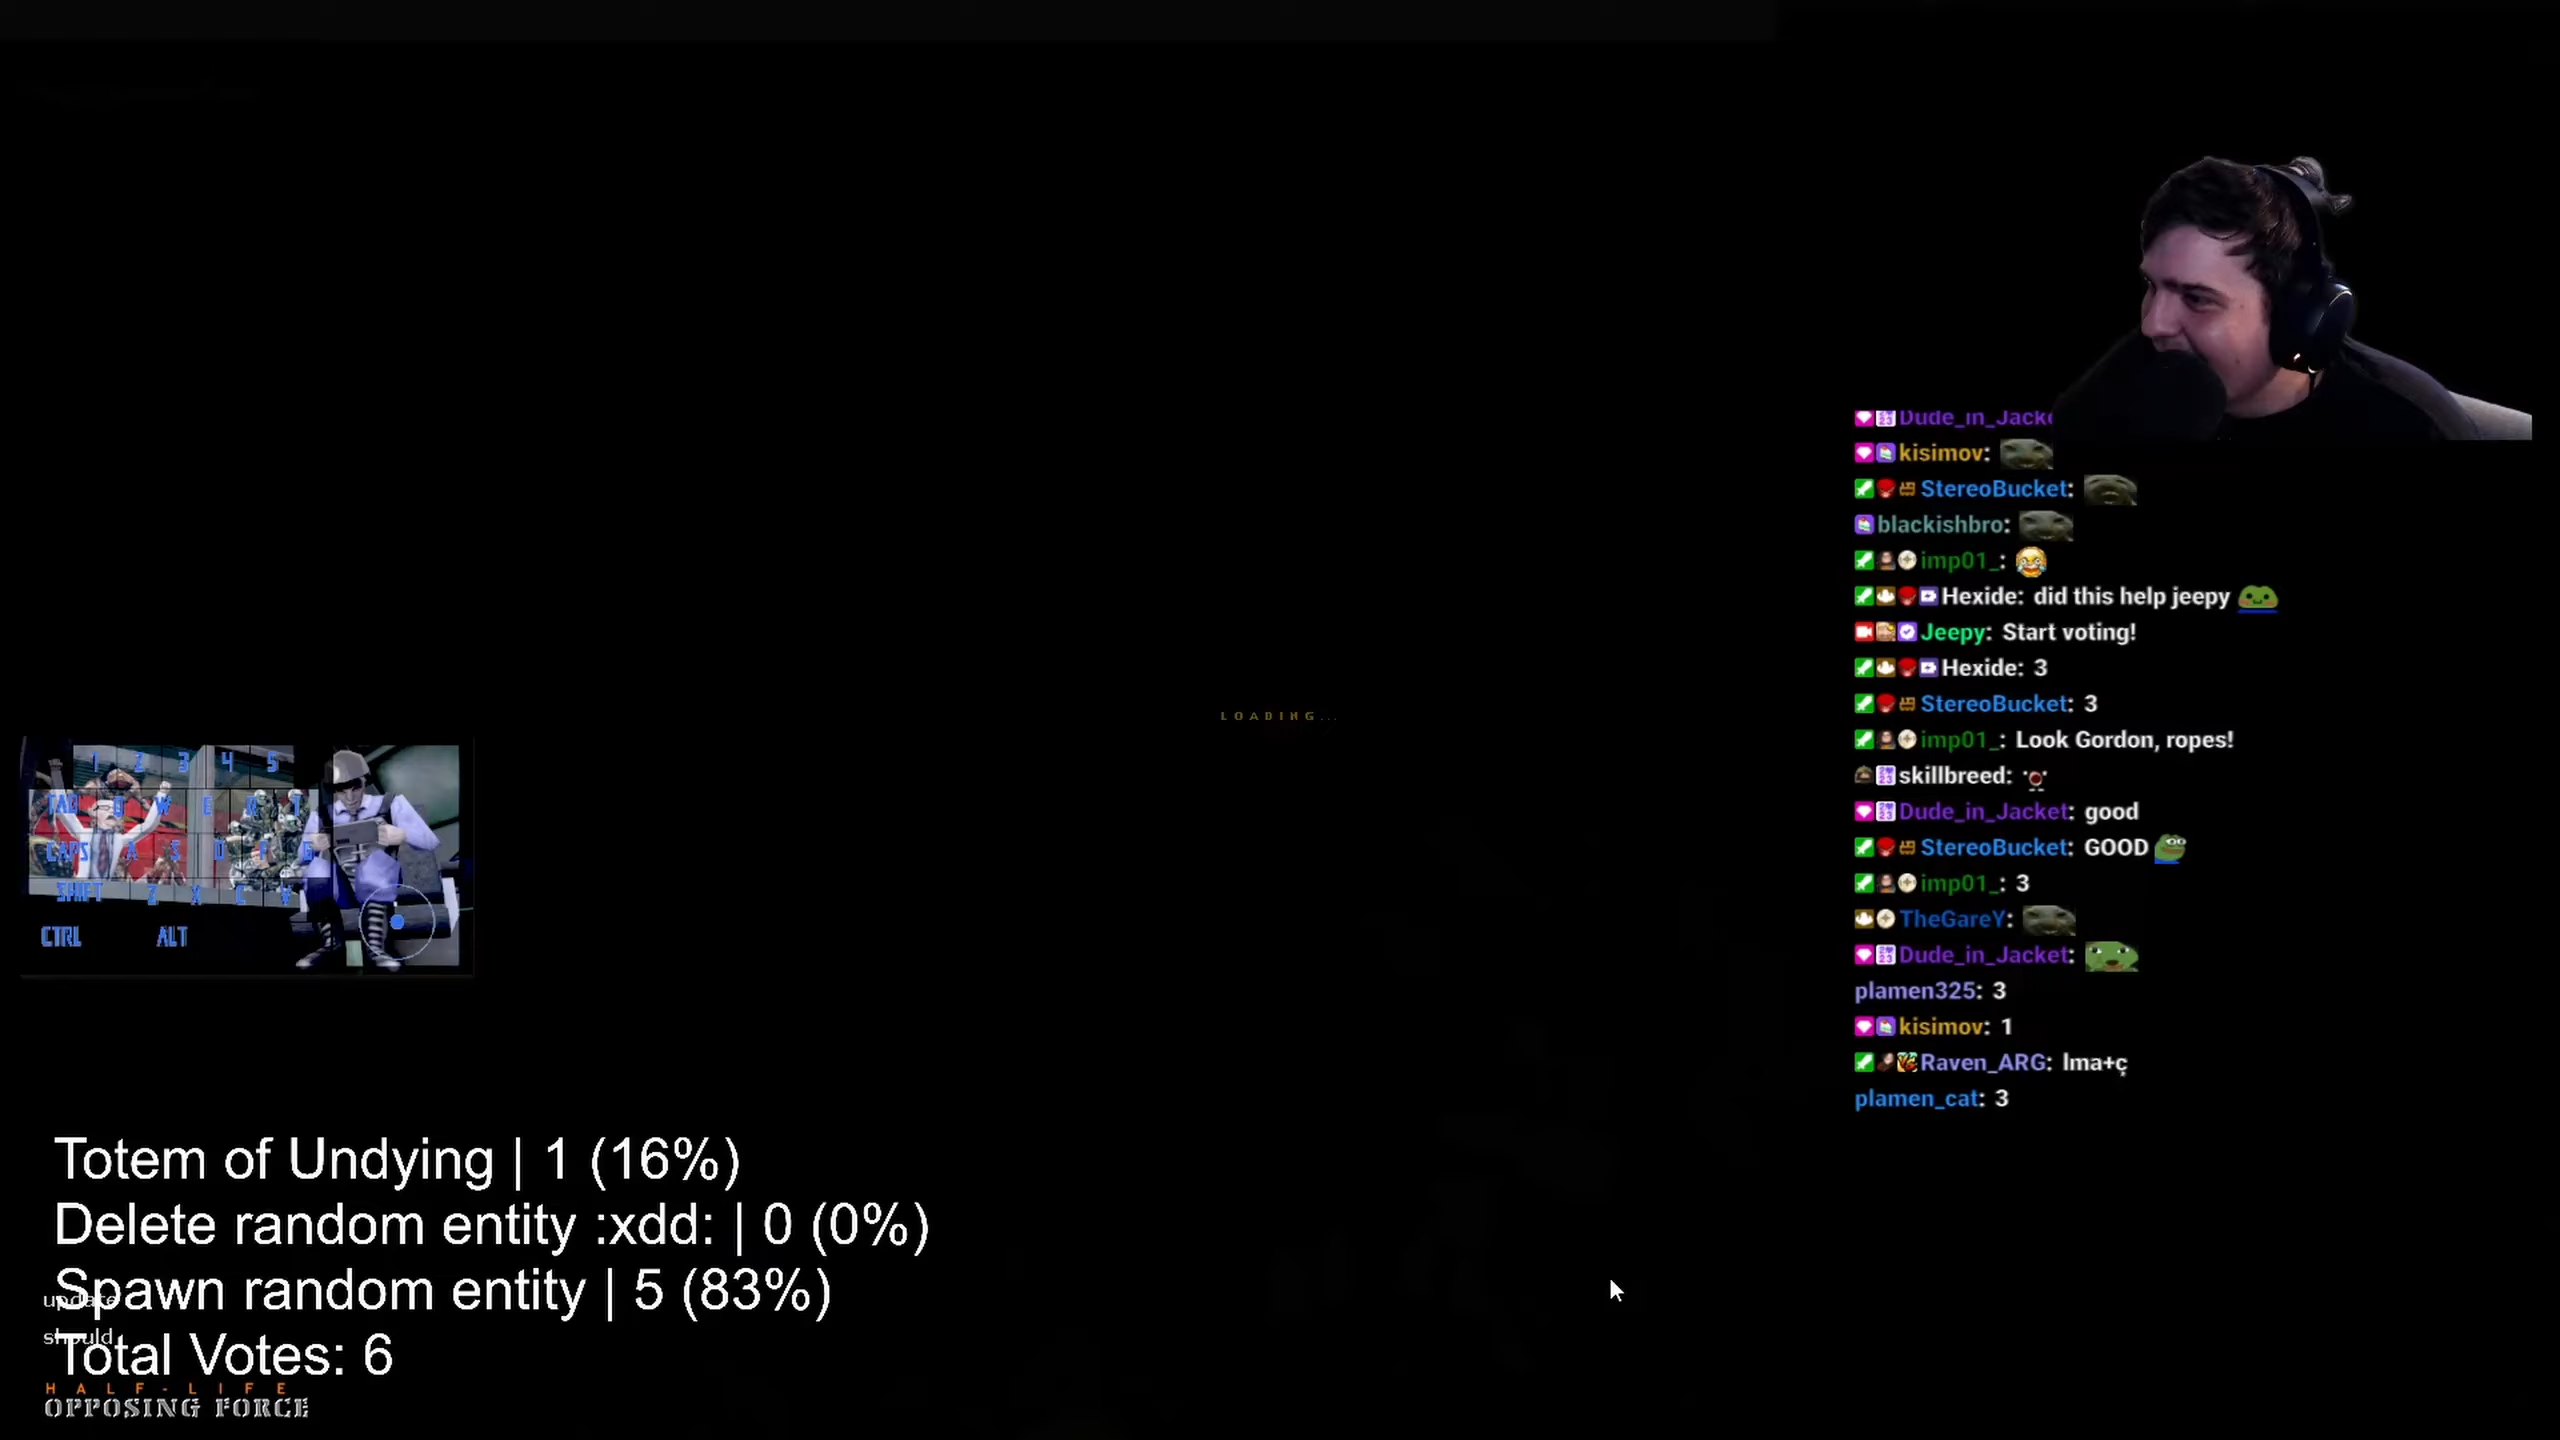 Dude_in_Jacke
kisimov:
StereoBucket:
blackishbro:
imp01_:
Hexide: did this help jeepy
Jeepy: Start voting!
Hexide: 3
StereoBucket: 3
LOADING...
imp01_: Look Gordon, ropes!
skillbreed:
Dude_in_Jacket: good
StereoBucket: GOOD
imp01_: 3
TheGareY:
Dude_in_Jacket:
plamen325: 3
kisimov: 1
Raven_ARG: lma+ç
plamen_cat: 3
1 2 3 4 5
TAB Q W E R T
CAPS A S D F G
SHIFT Z X C V
CTRL ALT
Totem of Undying | 1 (16%)
Delete random entity :xdd: | 0 (0%)
Spawn random entity | 5 (83%)
update
should
Total Votes: 6
HALF-LIFE
OPPOSING FORCE